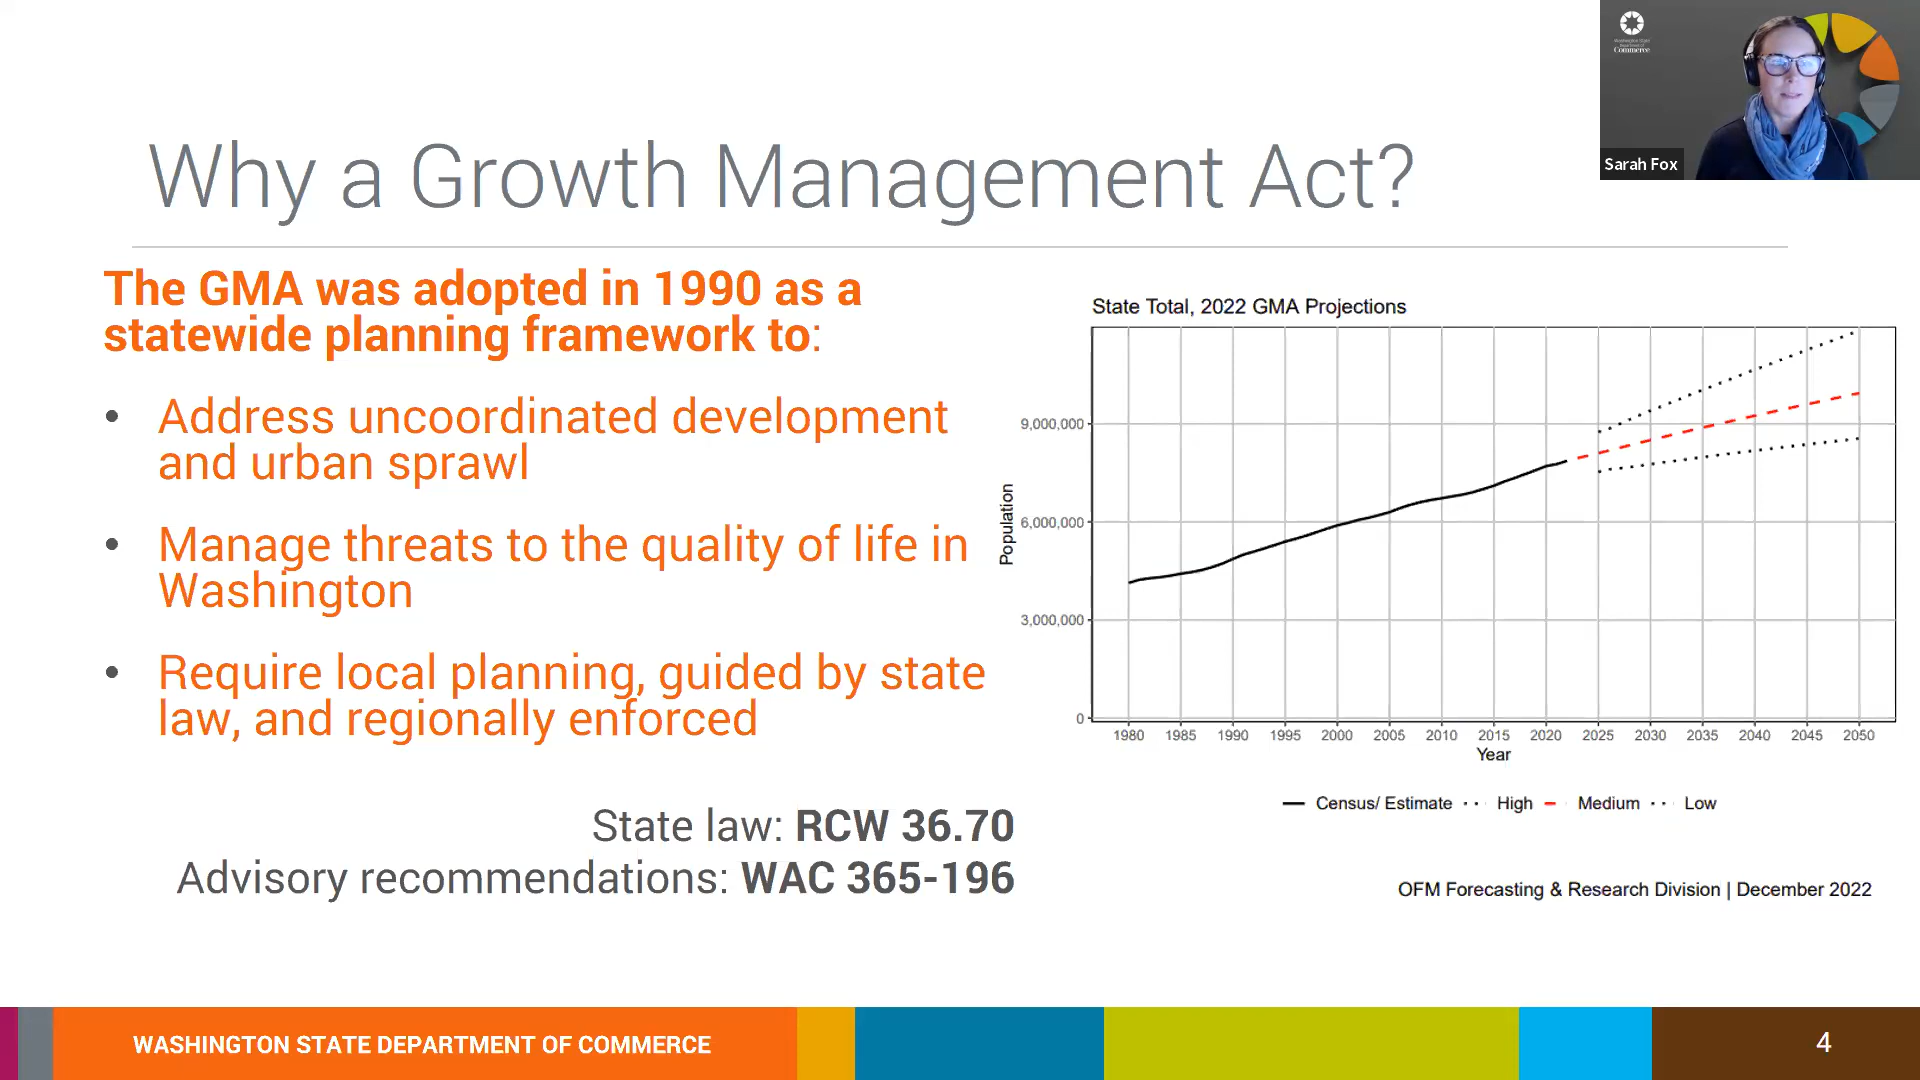 Why a Growth Management Act?
Commerce
Sarah Fox
The GMA was adopted in 1990 as a
statewide planning framework to:
• Address uncoordinated development
and urban sprawl
• Manage threats to the quality of life in
Washington
• Require local planning, guided by state
law, and regionally enforced
State law: RCW 36.70
Advisory recommendations: WAC 365-196
State Total, 2022 GMA Projections
Population
9,000,000
6,000,000
3,000,000
0
1980 1985 1990 1995 2000 2005 2010 2015 2020 2025 2030 2035 2040 2045 2050
Year
Census/ Estimate High Medium Low
OFM Forecasting & Research Division | December 2022
WASHINGTON STATE DEPARTMENT OF COMMERCE
4